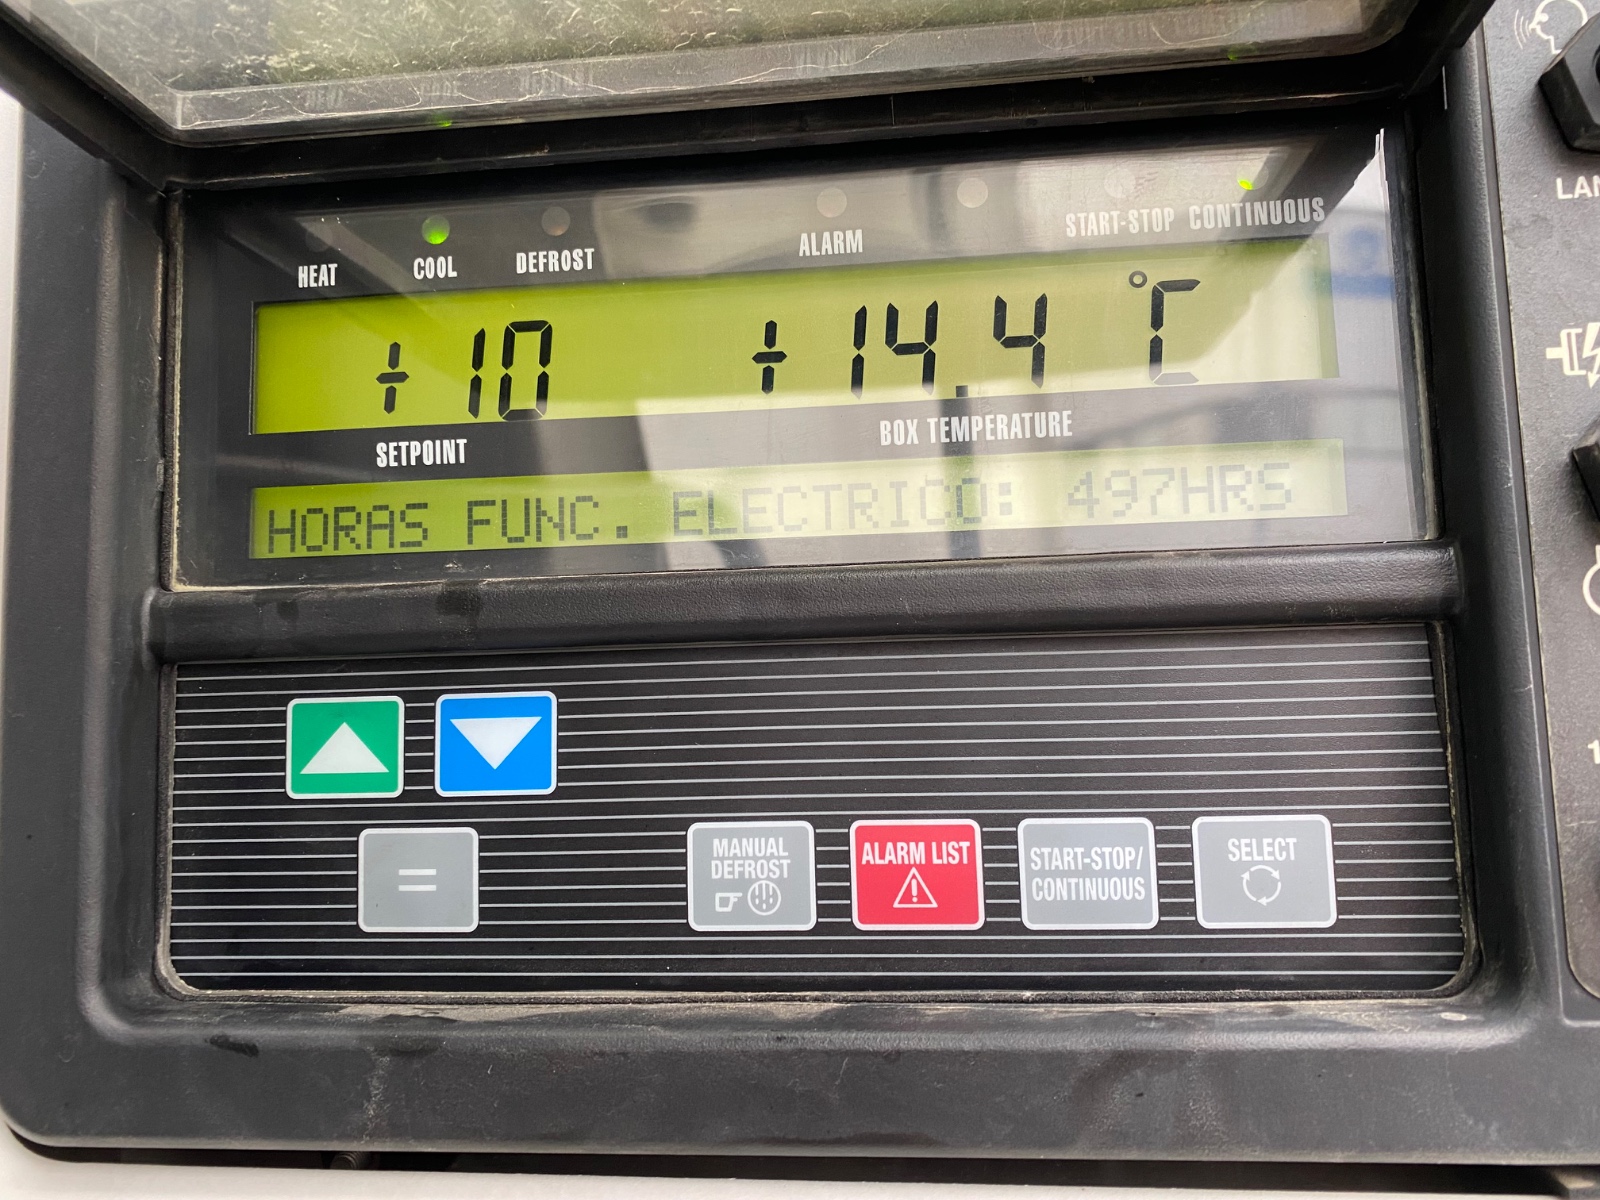 HEAT COOL DEFROST ALARM START-STOP CONTINUOUS
+10 +14.4 °C
SETPOINT BOX TEMPERATURE
HORAS FUNC. ELECTRICO: 497HRS
=
MANUAL DEFROST
ALARM LIST
START-STOP/ CONTINUOUS
SELECT